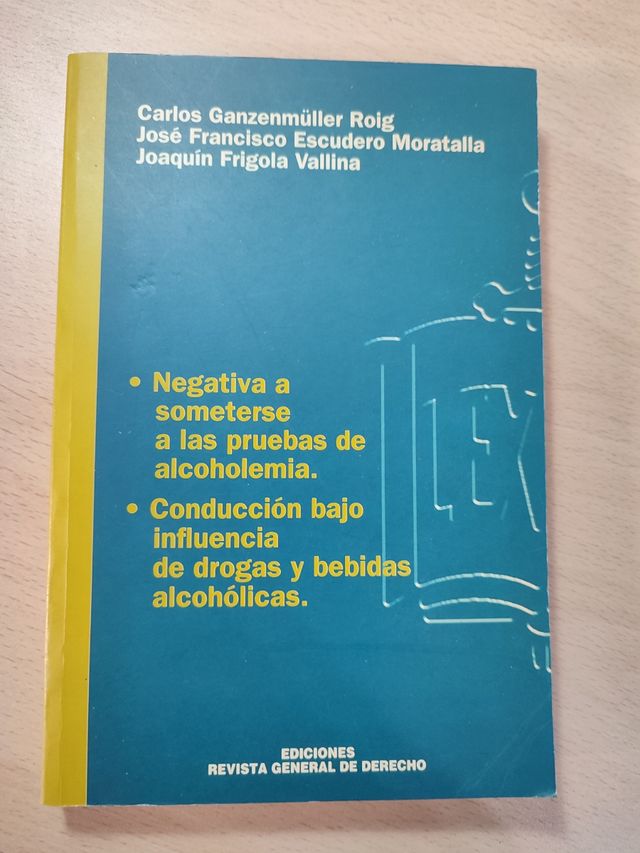 Carlos Ganzenmüller Roig
José Francisco Escudero Moratalla
Joaquín Frigola Vallina
• Negativa a
someterse
a las pruebas de
alcoholemia.
• Conducción bajo
influencia
de drogas y bebidas
alcohólicas.
LEX
EDICIONES
REVISTA GENERAL DE DERECHO